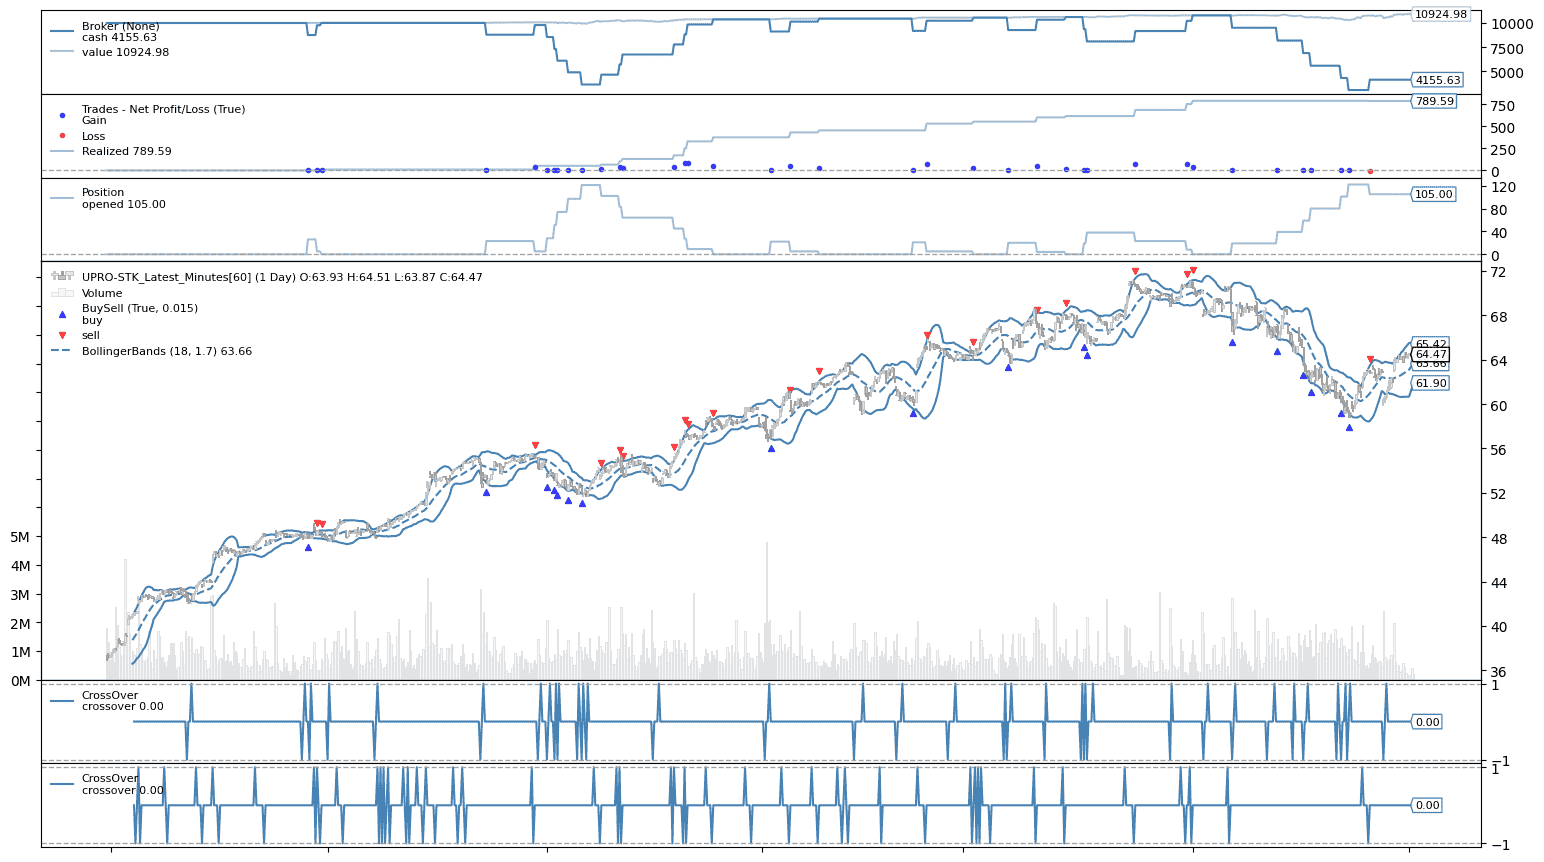 Broker (None)
cash 4155.63
value 10924.98
10924.98
10000
7500
5000
4155.63
Trades - Net Profit/Loss (True)
Gain
Loss
Realized 789.59
789.59
750
500
250
0
Position
opened 105.00
120
105.00
80
40
0
UPRO-STK_Latest_Minutes[60] (1 Day) O:63.93 H:64.51 L:63.87 C:64.47
Volume
BuySell (True, 0.015)
buy
sell
BollingerBands (18, 1.7) 63.66
72
68
65.42
64.47
64
63.66
61.90
60
56
52
48
44
40
36
5M
4M
3M
2M
1M
0M
CrossOver
crossover 0.00
1
0.00
−1
CrossOver
crossover 0.00
1
0.00
−1